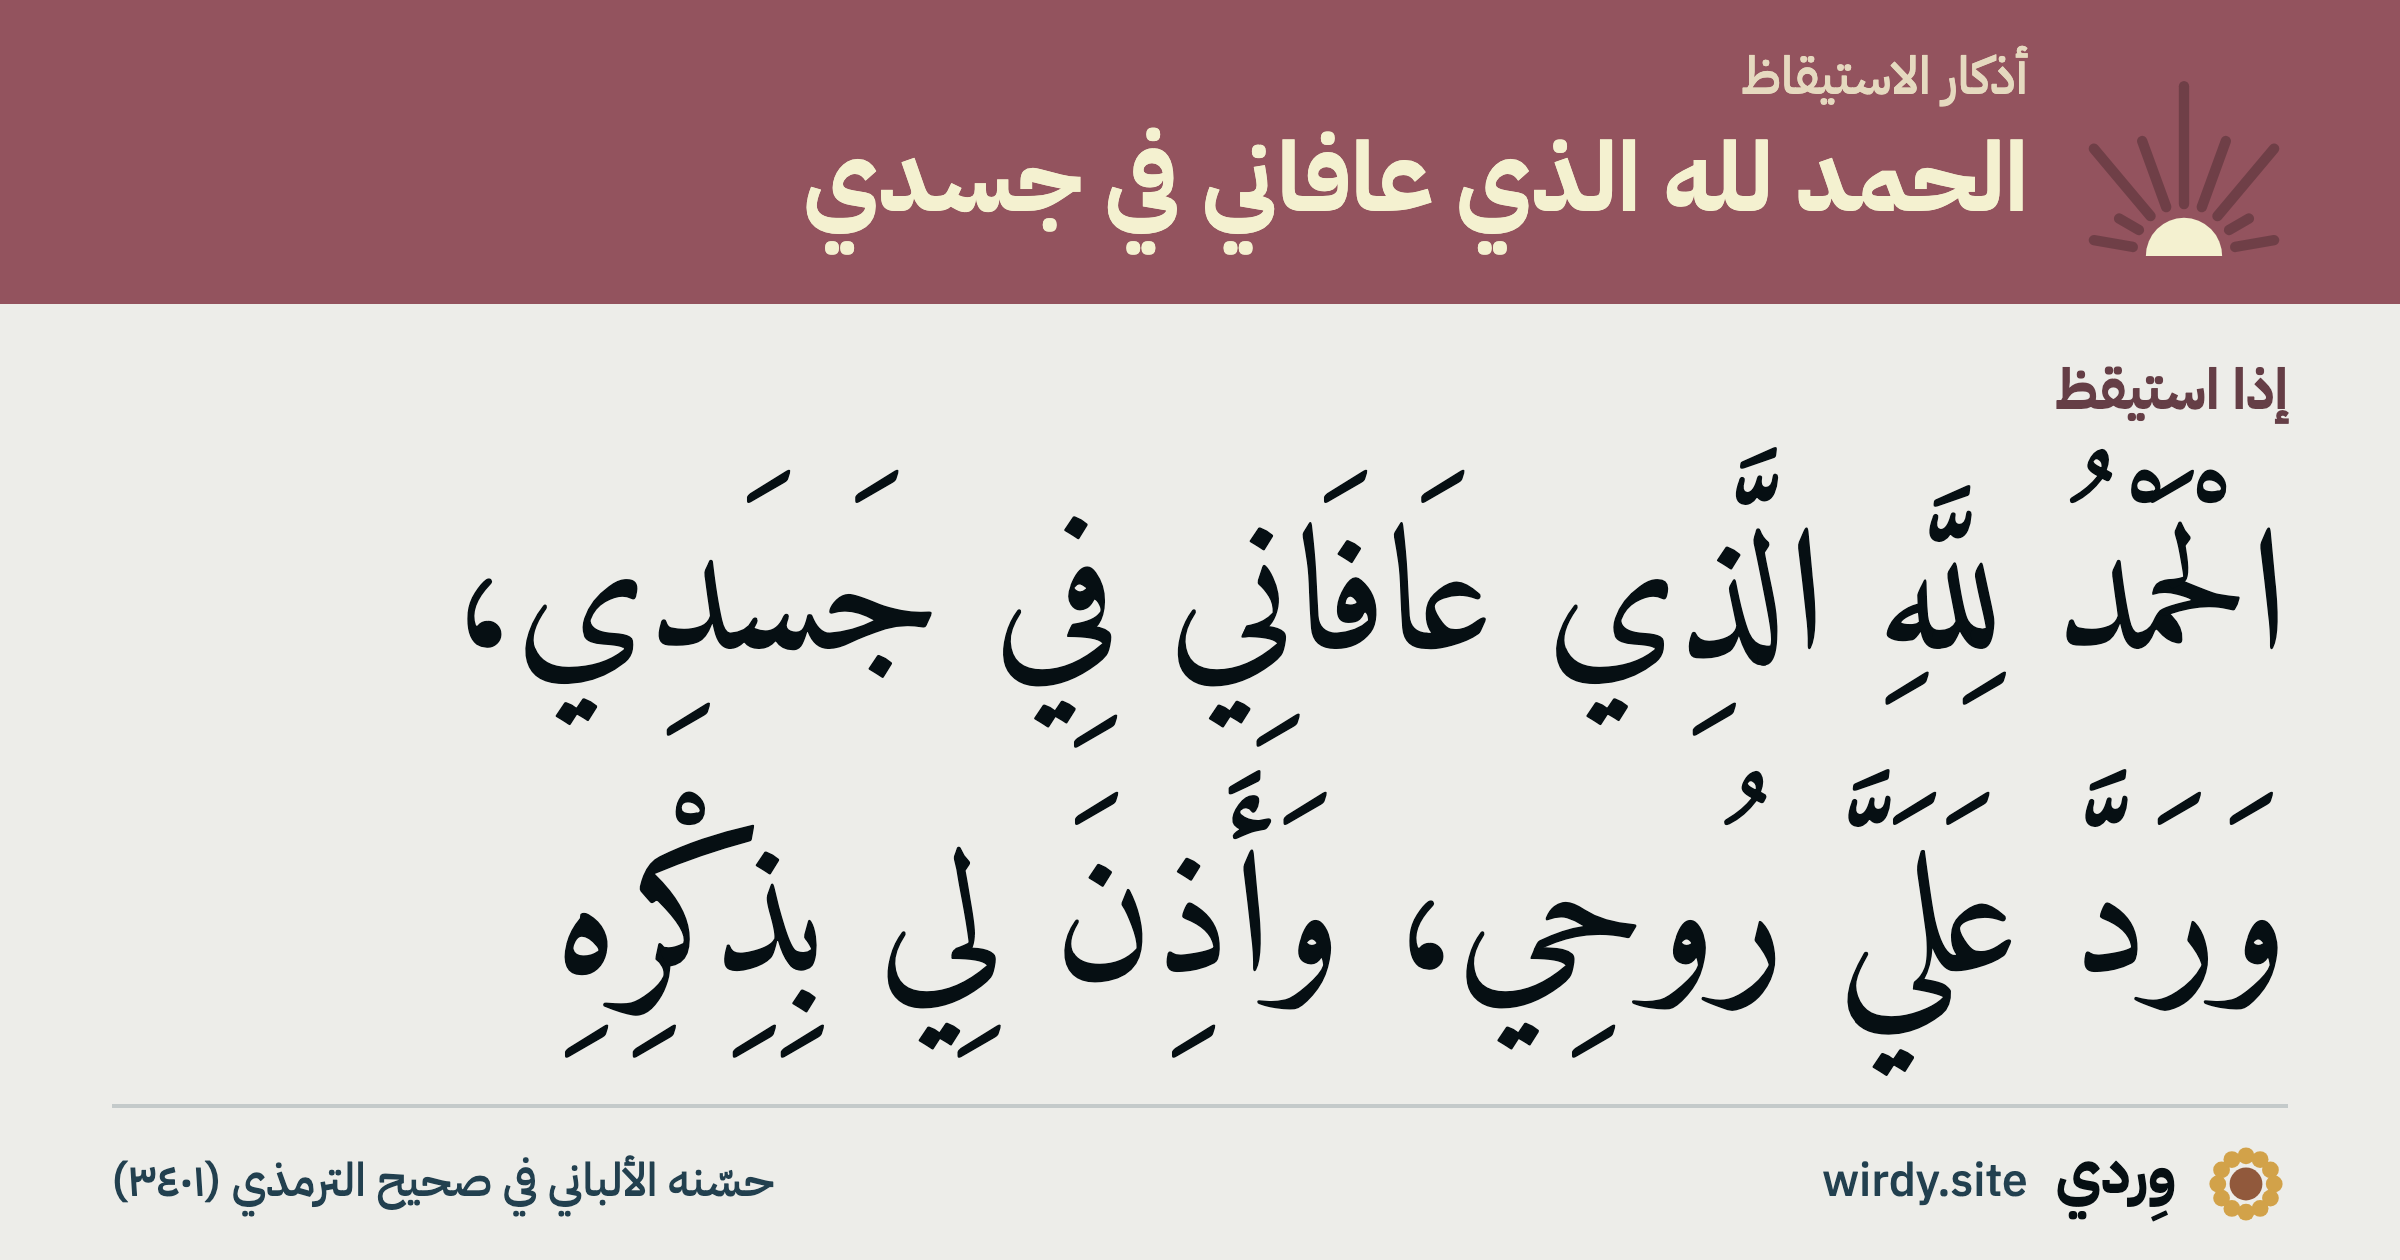 أذكار الاستيقاظ
الحمد لله الذي عافاني في جسدي
إذا استيقظ
الْحَمْدُ لِلَّهِ الَّذِي عَافَانِي فِي جَسَدِي،
وَرَدَّ عَلَيَّ رُوحِي، وَأَذِنَ لِي بِذِكْرِهِ
وِردي wirdy.site
حسّنه الألباني في صحيح الترمذي (٣٤٠١)